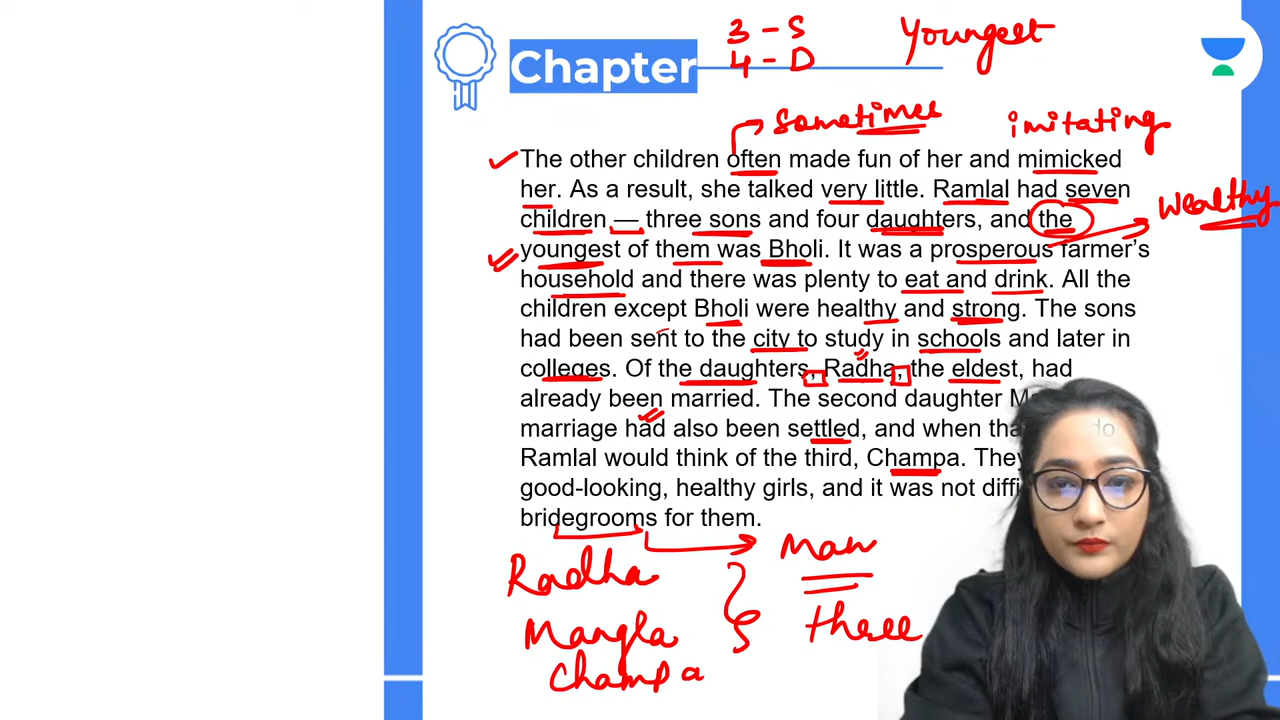 3 - S
Youngest
4 - D
Chapter
Sometimes
imitating
The other children often made fun of her and mimicked
her. As a result, she talked very little. Ramlal had seven
Wealthy
children — three sons and four daughters, and the
youngest of them was Bholi. It was a prosperous farmer's
household and there was plenty to eat and drink. All the
children except Bholi were healthy and strong. The sons
had been sent to the city to study in schools and later in
colleges. Of the daughters, Radha, the eldest, had
already been married. The second daughter
marriage had also been settled, and when
Ramlal would think of the third, Champa. They
good-looking, healthy girls, and it was not
bridegrooms for them.
Man
Radha
three
Mangla
Champa